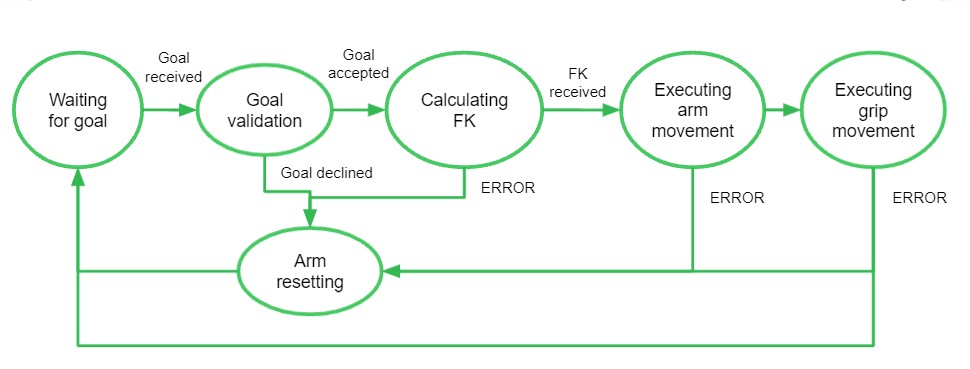 Waiting
for goal
Goal
received
Goal
validation
Goal
accepted
Calculating
FK
FK
received
Executing
arm
movement
Executing
grip
movement
Goal declined
ERROR
ERROR
ERROR
Arm
resetting